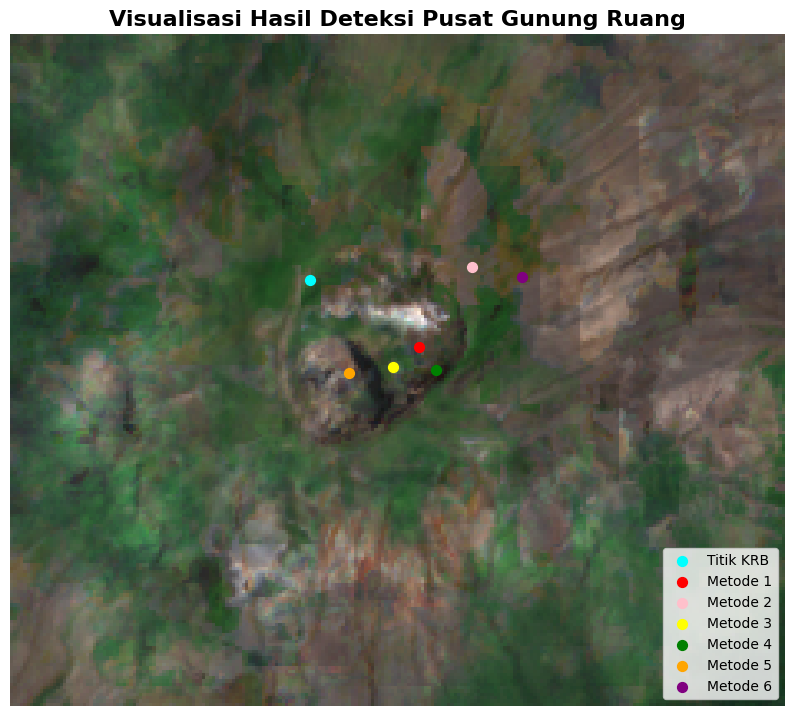 Visualisasi Hasil Deteksi Pusat Gunung Ruang
Titik KRB
Metode 1
Metode 2
Metode 3
Metode 4
Metode 5
Metode 6